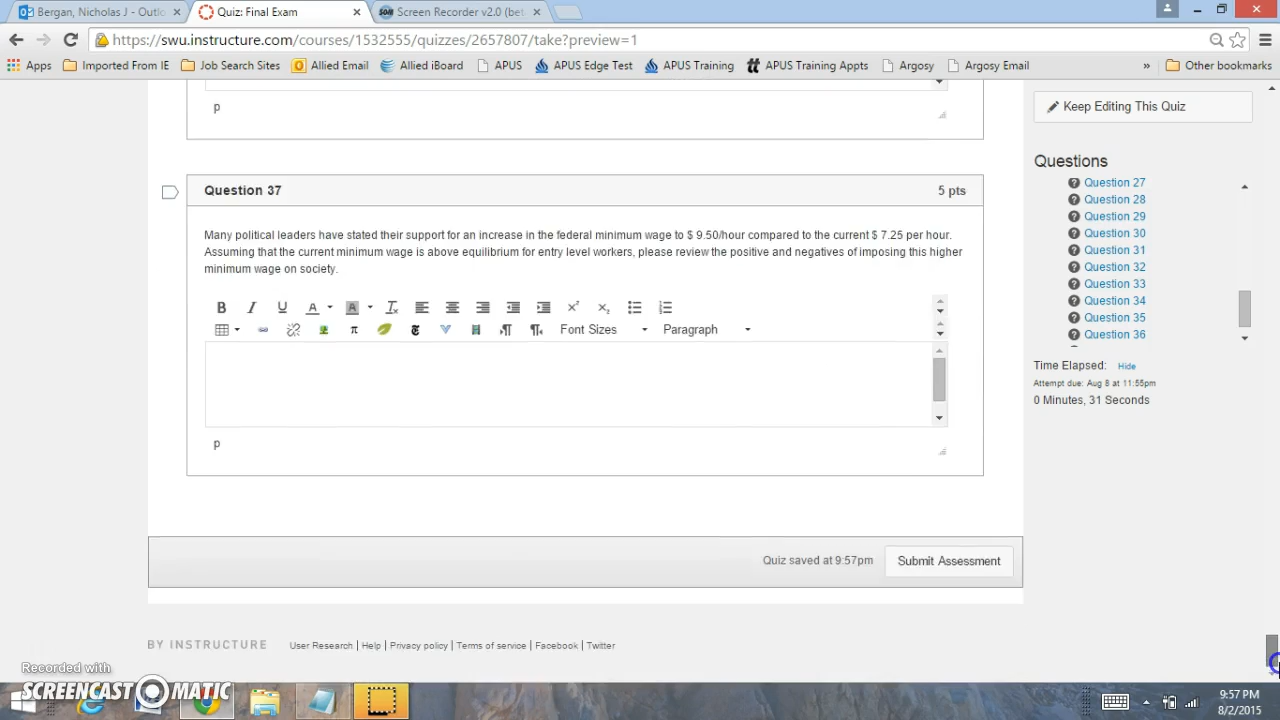 Bergan, Nicholas J - Outlo
Quiz: Final Exam
Screen Recorder v2.0 (bet
https://swu.instructure.com/courses/1532555/quizzes/2657807/take?preview=1
Apps
Imported From IE
Job Search Sites
Allied Email
Allied iBoard
APUS
APUS Edge Test
APUS Training
APUS Training Appts
Argosy
Argosy Email
»
Other bookmarks
p
Keep Editing This Quiz
Questions
Question 27
Question 28
Question 29
Question 30
Question 31
Question 32
Question 33
Question 34
Question 35
Question 36
Time Elapsed: Hide
Attempt due: Aug 8 at 11:55pm
0 Minutes, 31 Seconds
Question 37
5 pts
Many political leaders have stated their support for an increase in the federal minimum wage to $ 9.50/hour compared to the current $ 7.25 per hour.
Assuming that the current minimum wage is above equilibrium for entry level workers, please review the positive and negatives of imposing this higher
minimum wage on society.
B I U A A
Font Sizes
Paragraph
p
Quiz saved at 9:57pm
Submit Assessment
BY INSTRUCTURE
User Research | Help | Privacy policy | Terms of service | Facebook | Twitter
Recorded with
SCREENCAST MATIC
9:57 PM
8/2/2015